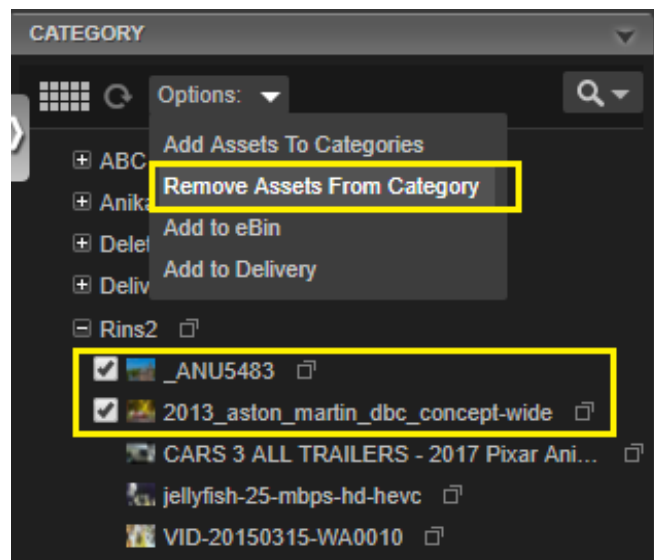 CATEGORY
Options:
Add Assets To Categories
ABC
Remove Assets From Category
Anika
Add to eBin
Delet
Add to Delivery
Deliv
Rins2
_ANU5483
2013_aston_martin_dbc_concept-wide
CARS 3 ALL TRAILERS - 2017 Pixar Ani...
jellyfish-25-mbps-hd-hevc
VID-20150315-WA0010